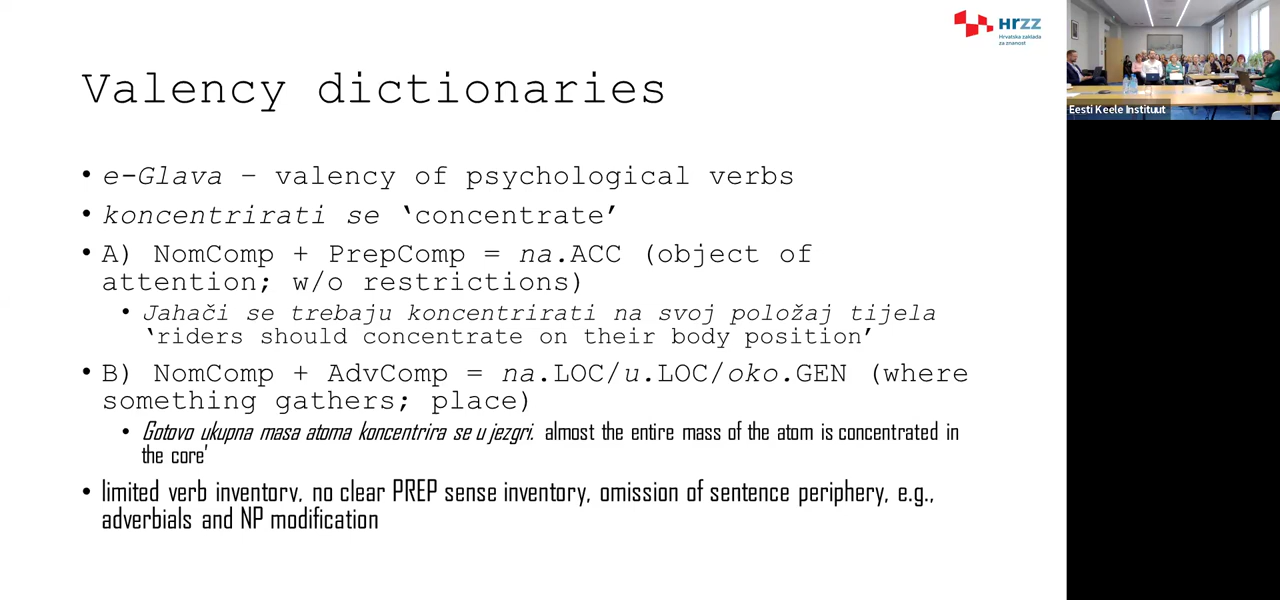 HRZZ
Hrvatska zaklada
za znanost
Eesti Keele Instituut
Valency dictionaries
• e-Glava – valency of psychological verbs
• koncentrirati se ‘concentrate’
• A) NomComp + PrepComp = na.ACC (object of
attention; w/o restrictions)
• Jahači se trebaju koncentrirati na svoj položaj tijela
‘riders should concentrate on their body position’
• B) NomComp + AdvComp = na.LOC/u.LOC/oko.GEN (where
something gathers; place)
• Gotovo ukupna masa atoma koncentrira se u jezgri. almost the entire mass of the atom is concentrated in
the core’
• limited verb inventory, no clear PREP sense inventory, omission of sentence periphery, e.g.,
adverbials and NP modification